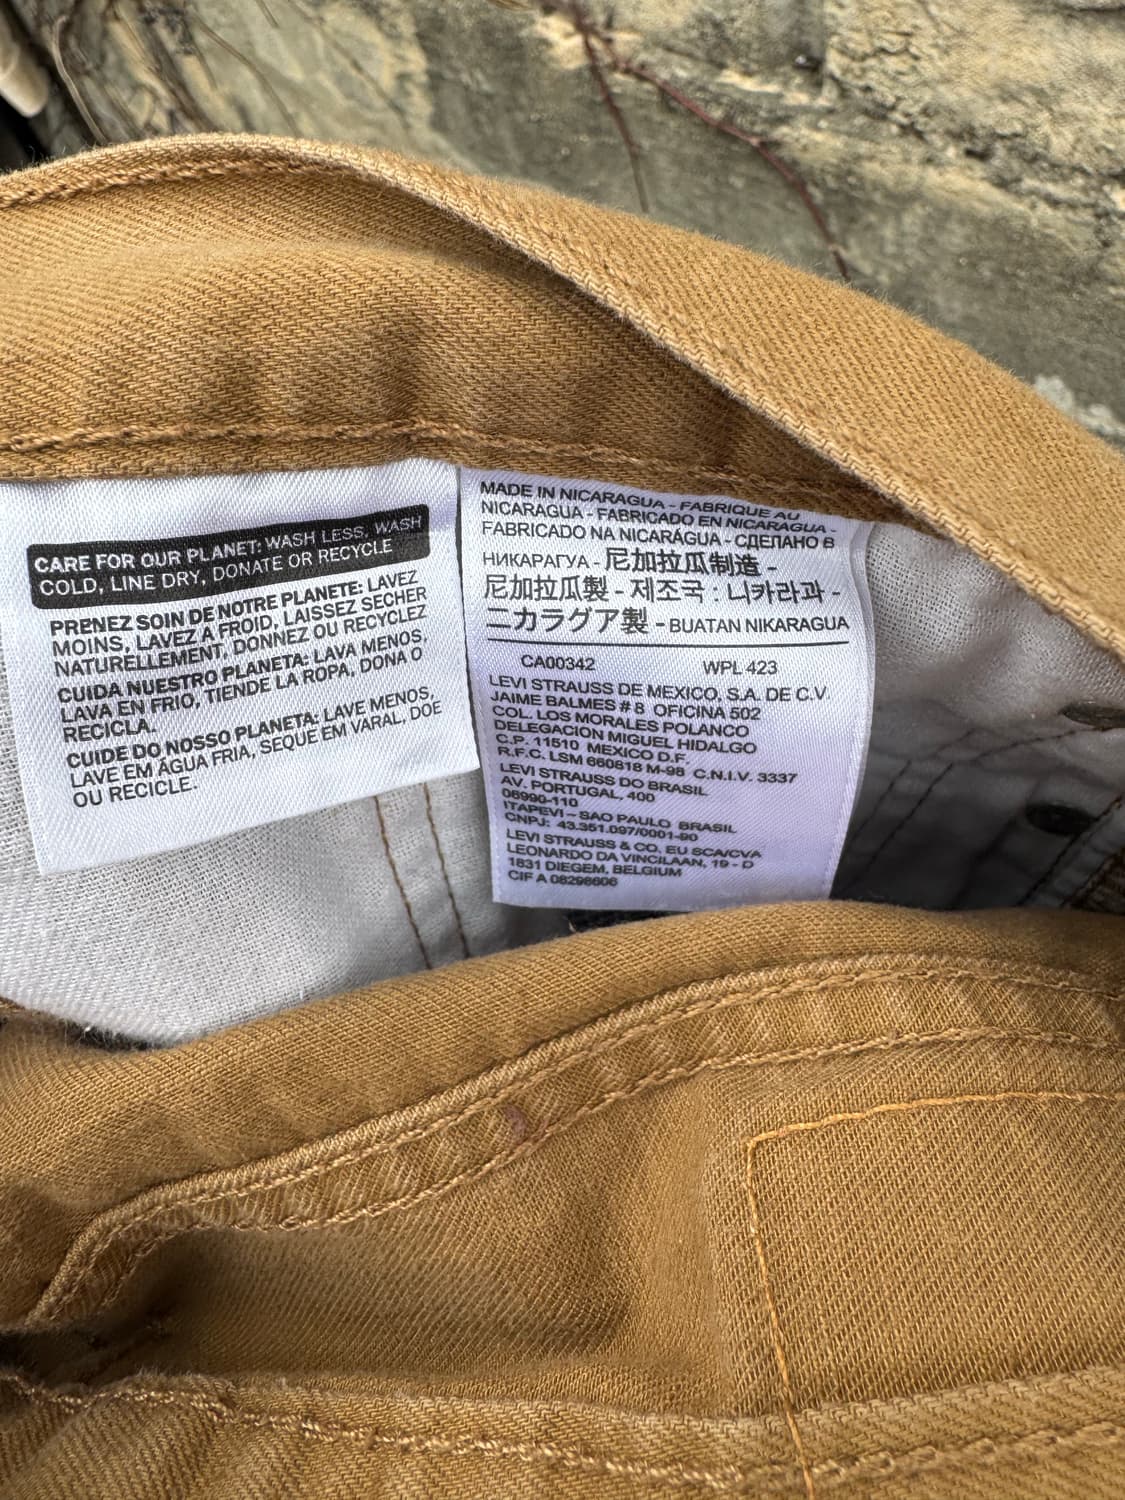 CARE FOR OUR PLANET: WASH LESS, WASH
COLD, LINE DRY, DONATE OR RECYCLE
PRENEZ SOIN DE NOTRE PLANETE: LAVEZ
MOINS, LAVEZ A FROID, LAISSEZ SECHER
NATURELLEMENT, DONNEZ OU RECYCLEZ
CUIDA NUESTRO PLANETA: LAVA MENOS,
LAVA EN FRIO, TIENDE LA ROPA, DONA O
RECICLA.
CUIDE DO NOSSO PLANETA: LAVE MENOS,
LAVE EM ÁGUA FRIA, SEQUE EM VARAL, DOE
OU RECICLE.
MADE IN NICARAGUA - FABRIQUE AU
NICARAGUA - FABRICADO EN NICARAGUA -
FABRICADO NA NICARÁGUA - СДЕЛАНО В
НИКАРАГУА - 尼加拉瓜制造 -
尼加拉瓜製 - 제조국 : 니카라과 -
ニカラグア製 - BUATAN NIKARAGUA
CA00342 WPL 423
LEVI STRAUSS DE MEXICO, S.A. DE C.V.
JAIME BALMES # 8 OFICINA 502
COL. LOS MORALES POLANCO
DELEGACION MIGUEL HIDALGO
C.P. 11510 MEXICO D.F.
R.F.C. LSM 660818 M-98 C.N.I.V. 3337
LEVI STRAUSS DO BRASIL
AV. PORTUGAL, 400
06990-110
ITAPEVI – SAO PAULO BRASIL
CNPJ: 43.351.097/0001-90
LEVI STRAUSS & CO. EU SCA/CVA
LEONARDO DA VINCILAAN, 19 - D
1831 DIEGEM, BELGIUM
CIF A 08298606